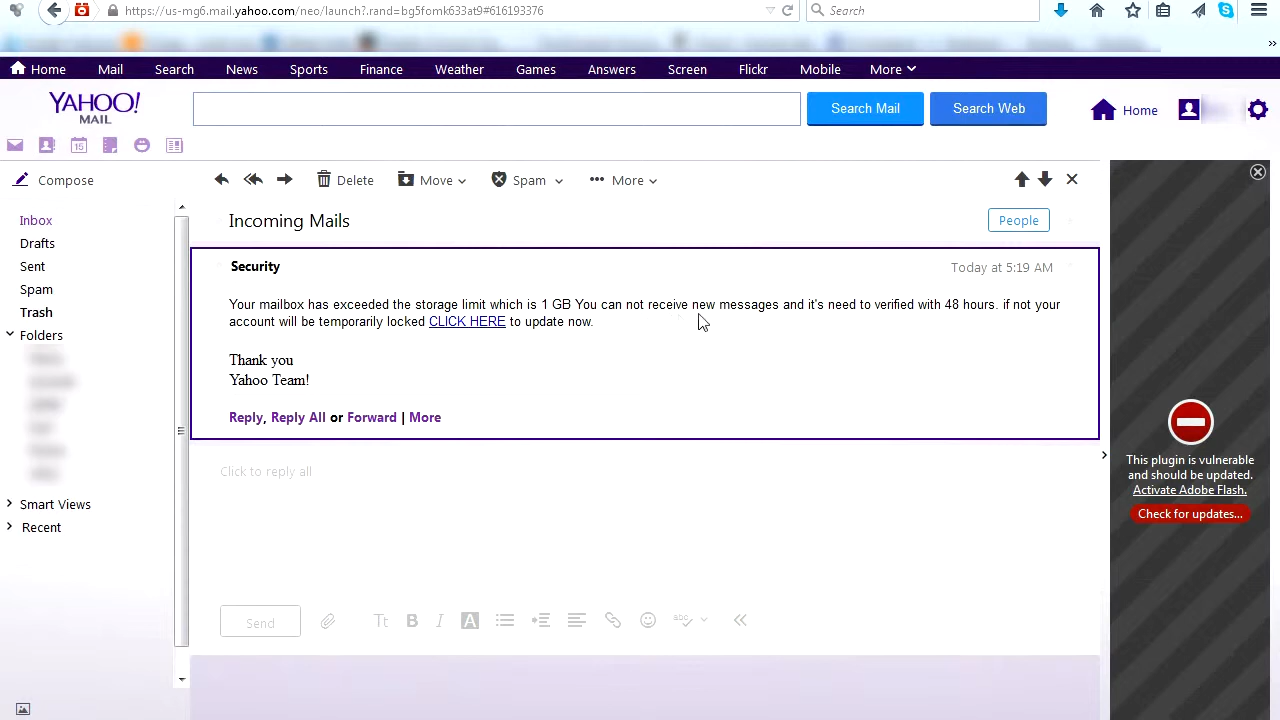 https://us-mg6.mail.yahoo.com/neo/launch?.rand=bg5fomk633at9#616193376
Search
Home Mail Search News Sports Finance Weather Games Answers Screen Flickr Mobile More
YAHOO! MAIL
Search Mail Search Web Home
15
Compose Delete Move Spam More
Inbox
Drafts
Sent
Spam
Trash
Folders
Smart Views
Recent
Incoming Mails People
Security Today at 5:19 AM
Your mailbox has exceeded the storage limit which is 1 GB You can not receive new messages and it's need to verified with 48 hours. if not your
account will be temporarily locked CLICK HERE to update now.
Thank you
Yahoo Team!
Reply, Reply All or Forward | More
Click to reply all
Send Tt B I A abc
This plugin is vulnerable
and should be updated.
Activate Adobe Flash.
Check for updates...